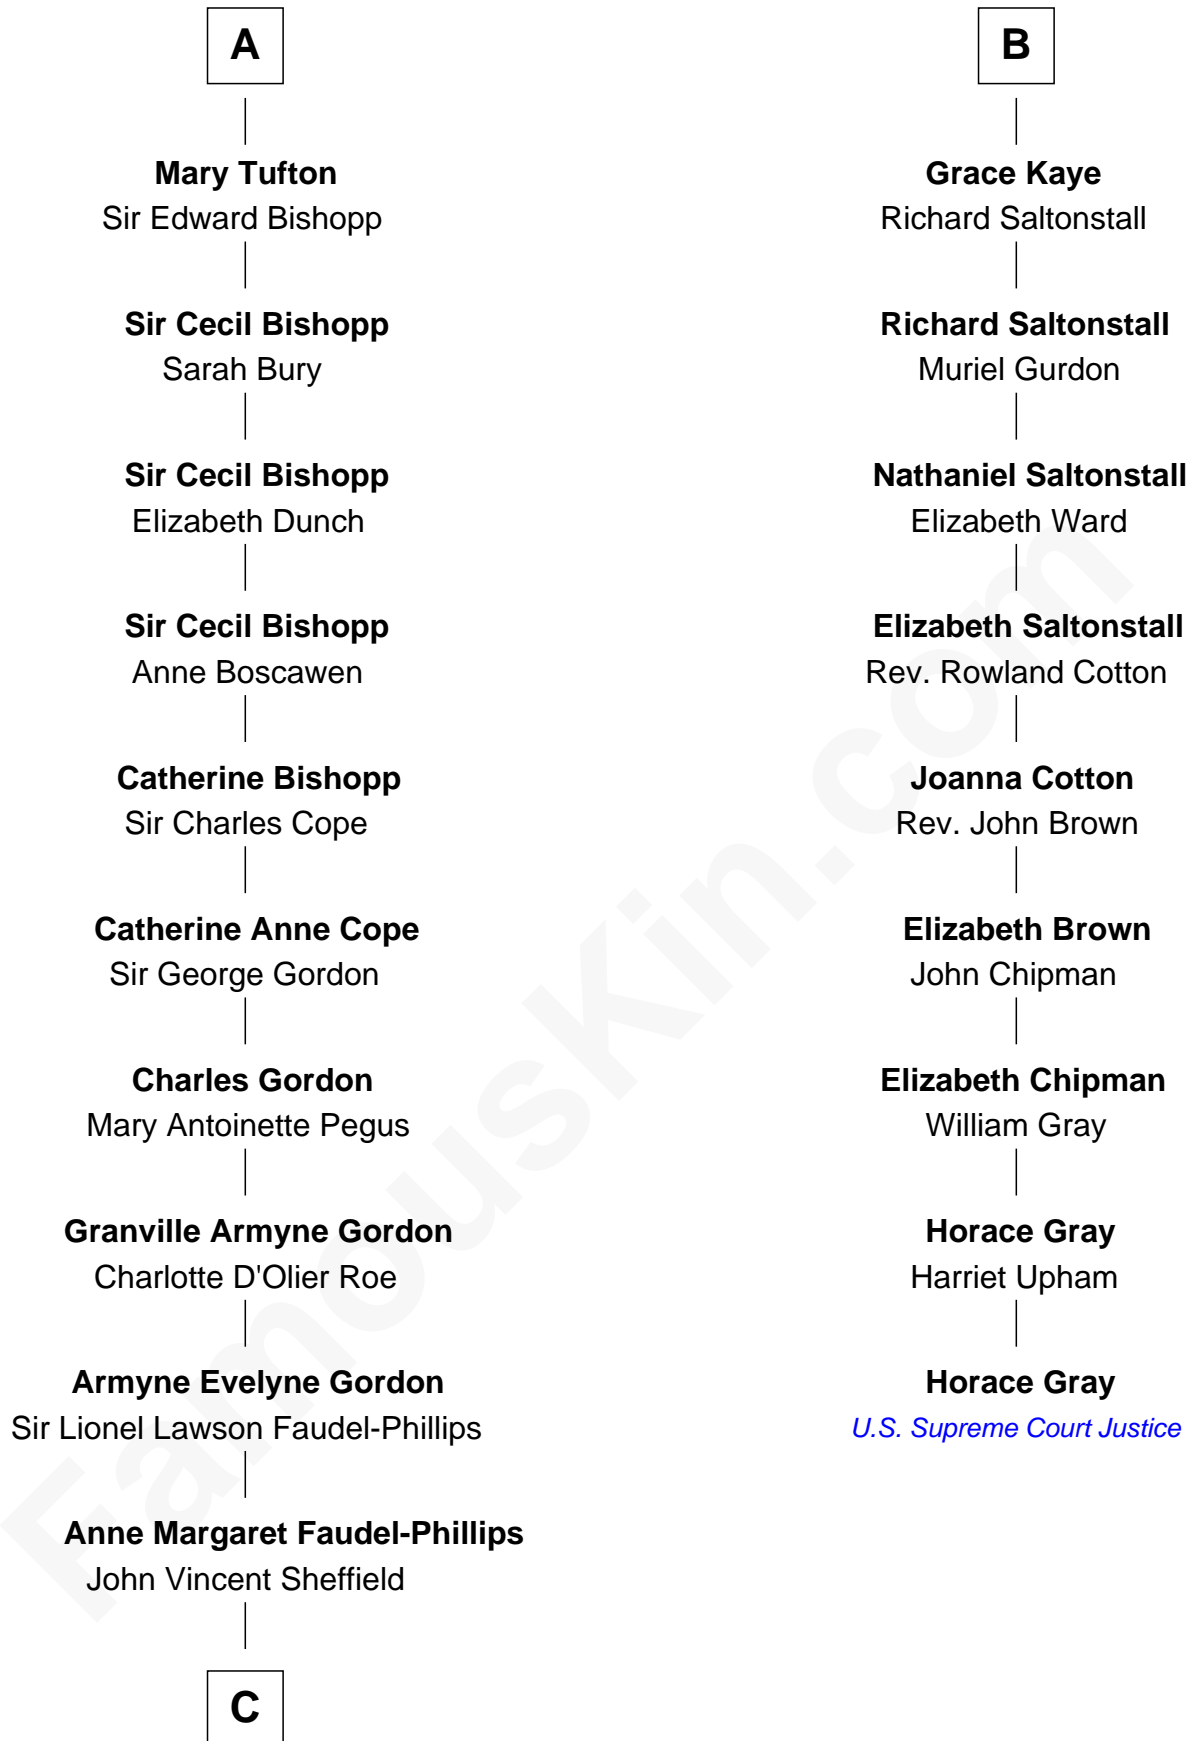 A
Mary Tufton
Sir Edward Bishopp
Sir Cecil Bishopp
Sarah Bury
Sir Cecil Bishopp
Elizabeth Dunch
Sir Cecil Bishopp
Anne Boscawen
Catherine Bishopp
Sir Charles Cope
Catherine Anne Cope
Sir George Gordon
Charles Gordon
Mary Antoinette Pegus
Granville Armyne Gordon
Charlotte D'Olier Roe
Armyne Evelyne Gordon
Sir Lionel Lawson Faudel-Phillips
Anne Margaret Faudel-Phillips
John Vincent Sheffield
C
B
Grace Kaye
Richard Saltonstall
Richard Saltonstall
Muriel Gurdon
Nathaniel Saltonstall
Elizabeth Ward
Elizabeth Saltonstall
Rev. Rowland Cotton
Joanna Cotton
Rev. John Brown
Elizabeth Brown
John Chipman
Elizabeth Chipman
William Gray
Horace Gray
Harriet Upham
Horace Gray
U.S. Supreme Court Justice
FamousKin.com